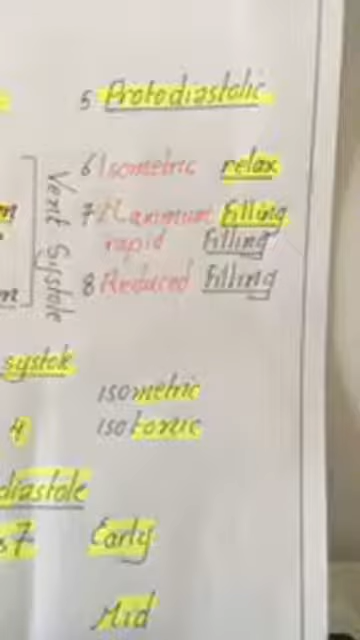 5 Protodiastolic
6 Isometric relax
7 Maximum filling
rapid filling
8 Reduced filling
Vent Systole
systole
isometric
4 isotonic
diastole
7 Early
Mid